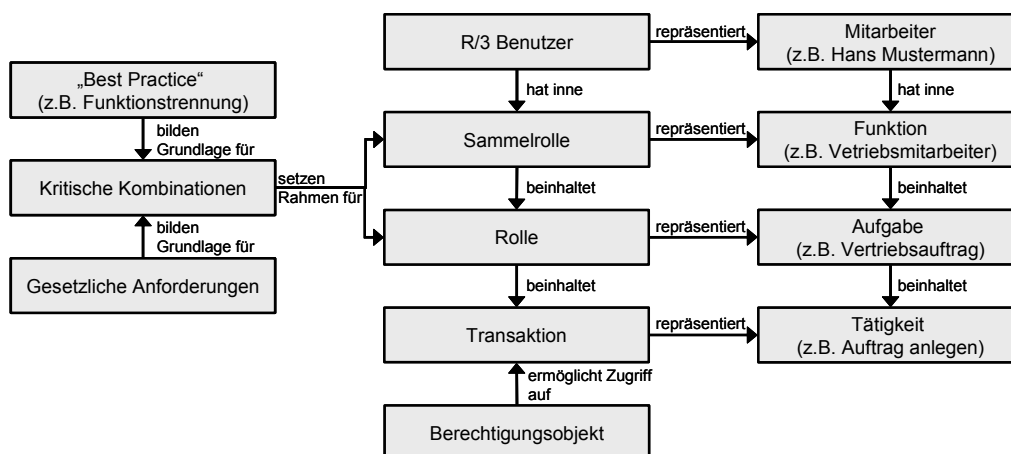 R/3 Benutzer
repräsentiert
Mitarbeiter
(z.B. Hans Mustermann)
„Best Practice“
(z.B. Funktionstrennung)
hat inne
hat inne
bilden
Grundlage für
Sammelrolle
repräsentiert
Funktion
(z.B. Vetriebsmitarbeiter)
Kritische Kombinationen
setzen
Rahmen für
beinhaltet
beinhaltet
bilden
Grundlage für
Rolle
repräsentiert
Aufgabe
(z.B. Vertriebsauftrag)
Gesetzliche Anforderungen
beinhaltet
beinhaltet
Transaktion
repräsentiert
Tätigkeit
(z.B. Auftrag anlegen)
ermöglicht Zugriff
auf
Berechtigungsobjekt